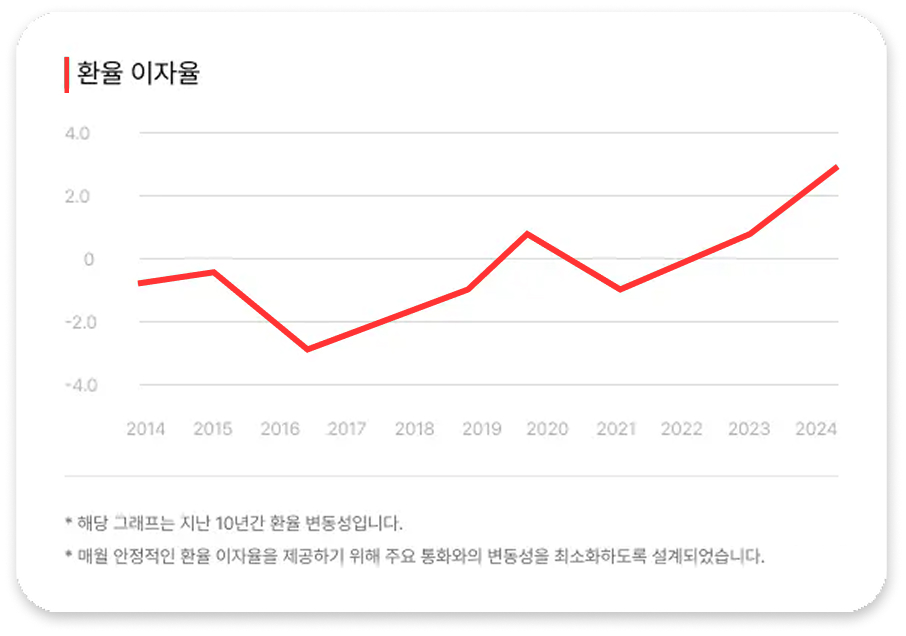 환율 이자율
4.0
2.0
0
-2.0
-4.0
2014 2015 2016 2017 2018 2019 2020 2021 2022 2023 2024
* 해당 그래프는 지난 10년간 환율 변동성입니다.
* 매월 안정적인 환율 이자율을 제공하기 위해 주요 통화와의 변동성을 최소화하도록 설계되었습니다.